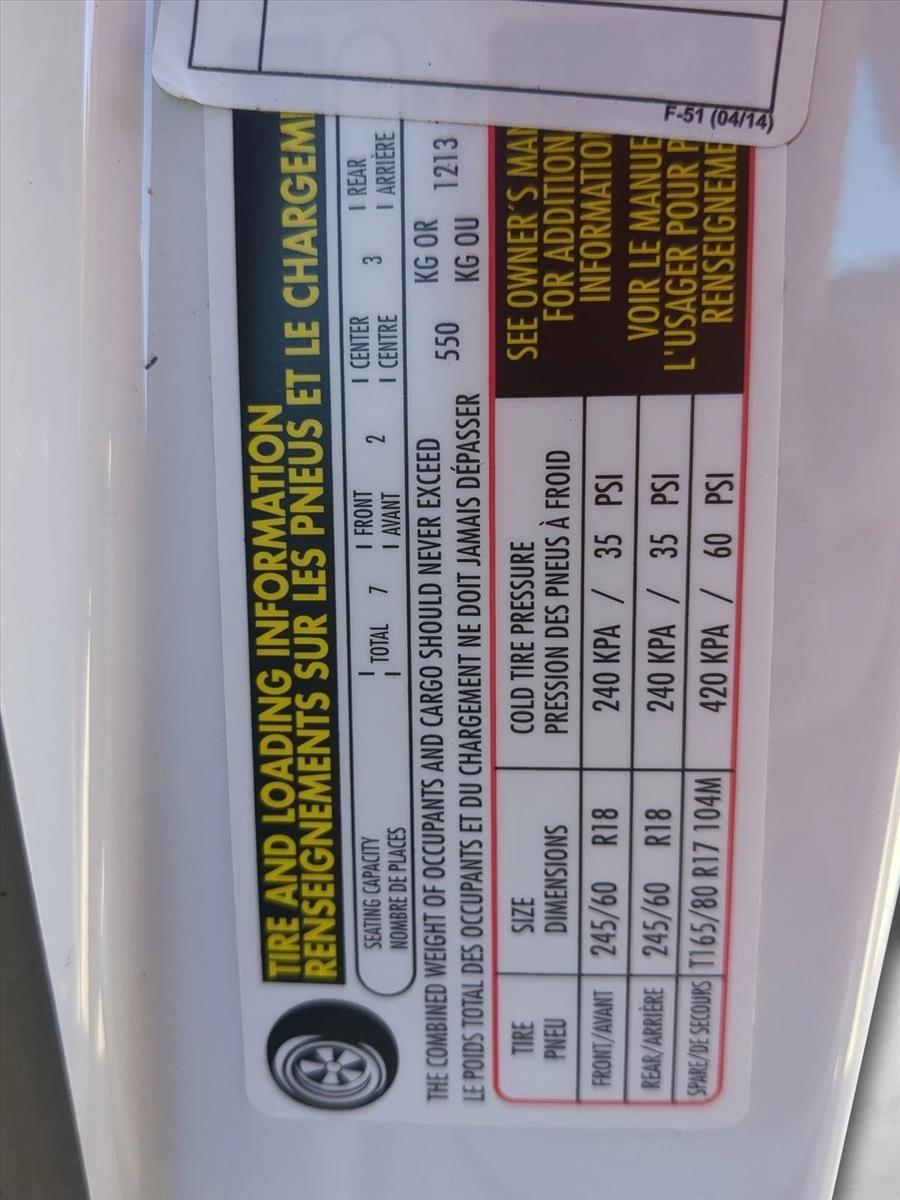 F-51 (04/14)
TIRE AND LOADING INFORMATION
RENSEIGNEMENTS SUR LES PNEUS ET LE CHARGEM
SEATING CAPACITY | TOTAL 7 | FRONT 2 | CENTER 3 | REAR
NOMBRE DE PLACES | AVANT | CENTRE | ARRIÈRE
THE COMBINED WEIGHT OF OCCUPANTS AND CARGO SHOULD NEVER EXCEED 550 KG OR 1213
LE POIDS TOTAL DES OCCUPANTS ET DU CHARGEMENT NE DOIT JAMAIS DÉPASSER KG OU
TIRE SIZE COLD TIRE PRESSURE
PNEU DIMENSIONS PRESSION DES PNEUS À FROID
FRONT/AVANT 245/60 R18 240 KPA / 35 PSI
REAR/ARRIÈRE 245/60 R18 240 KPA / 35 PSI
SPARE/DE SECOURS T165/80 R17 104M 420 KPA / 60 PSI
SEE OWNER'S MAN
FOR ADDITION
INFORMATION
VOIR LE MANUE
L'USAGER POUR P
RENSEIGNEME